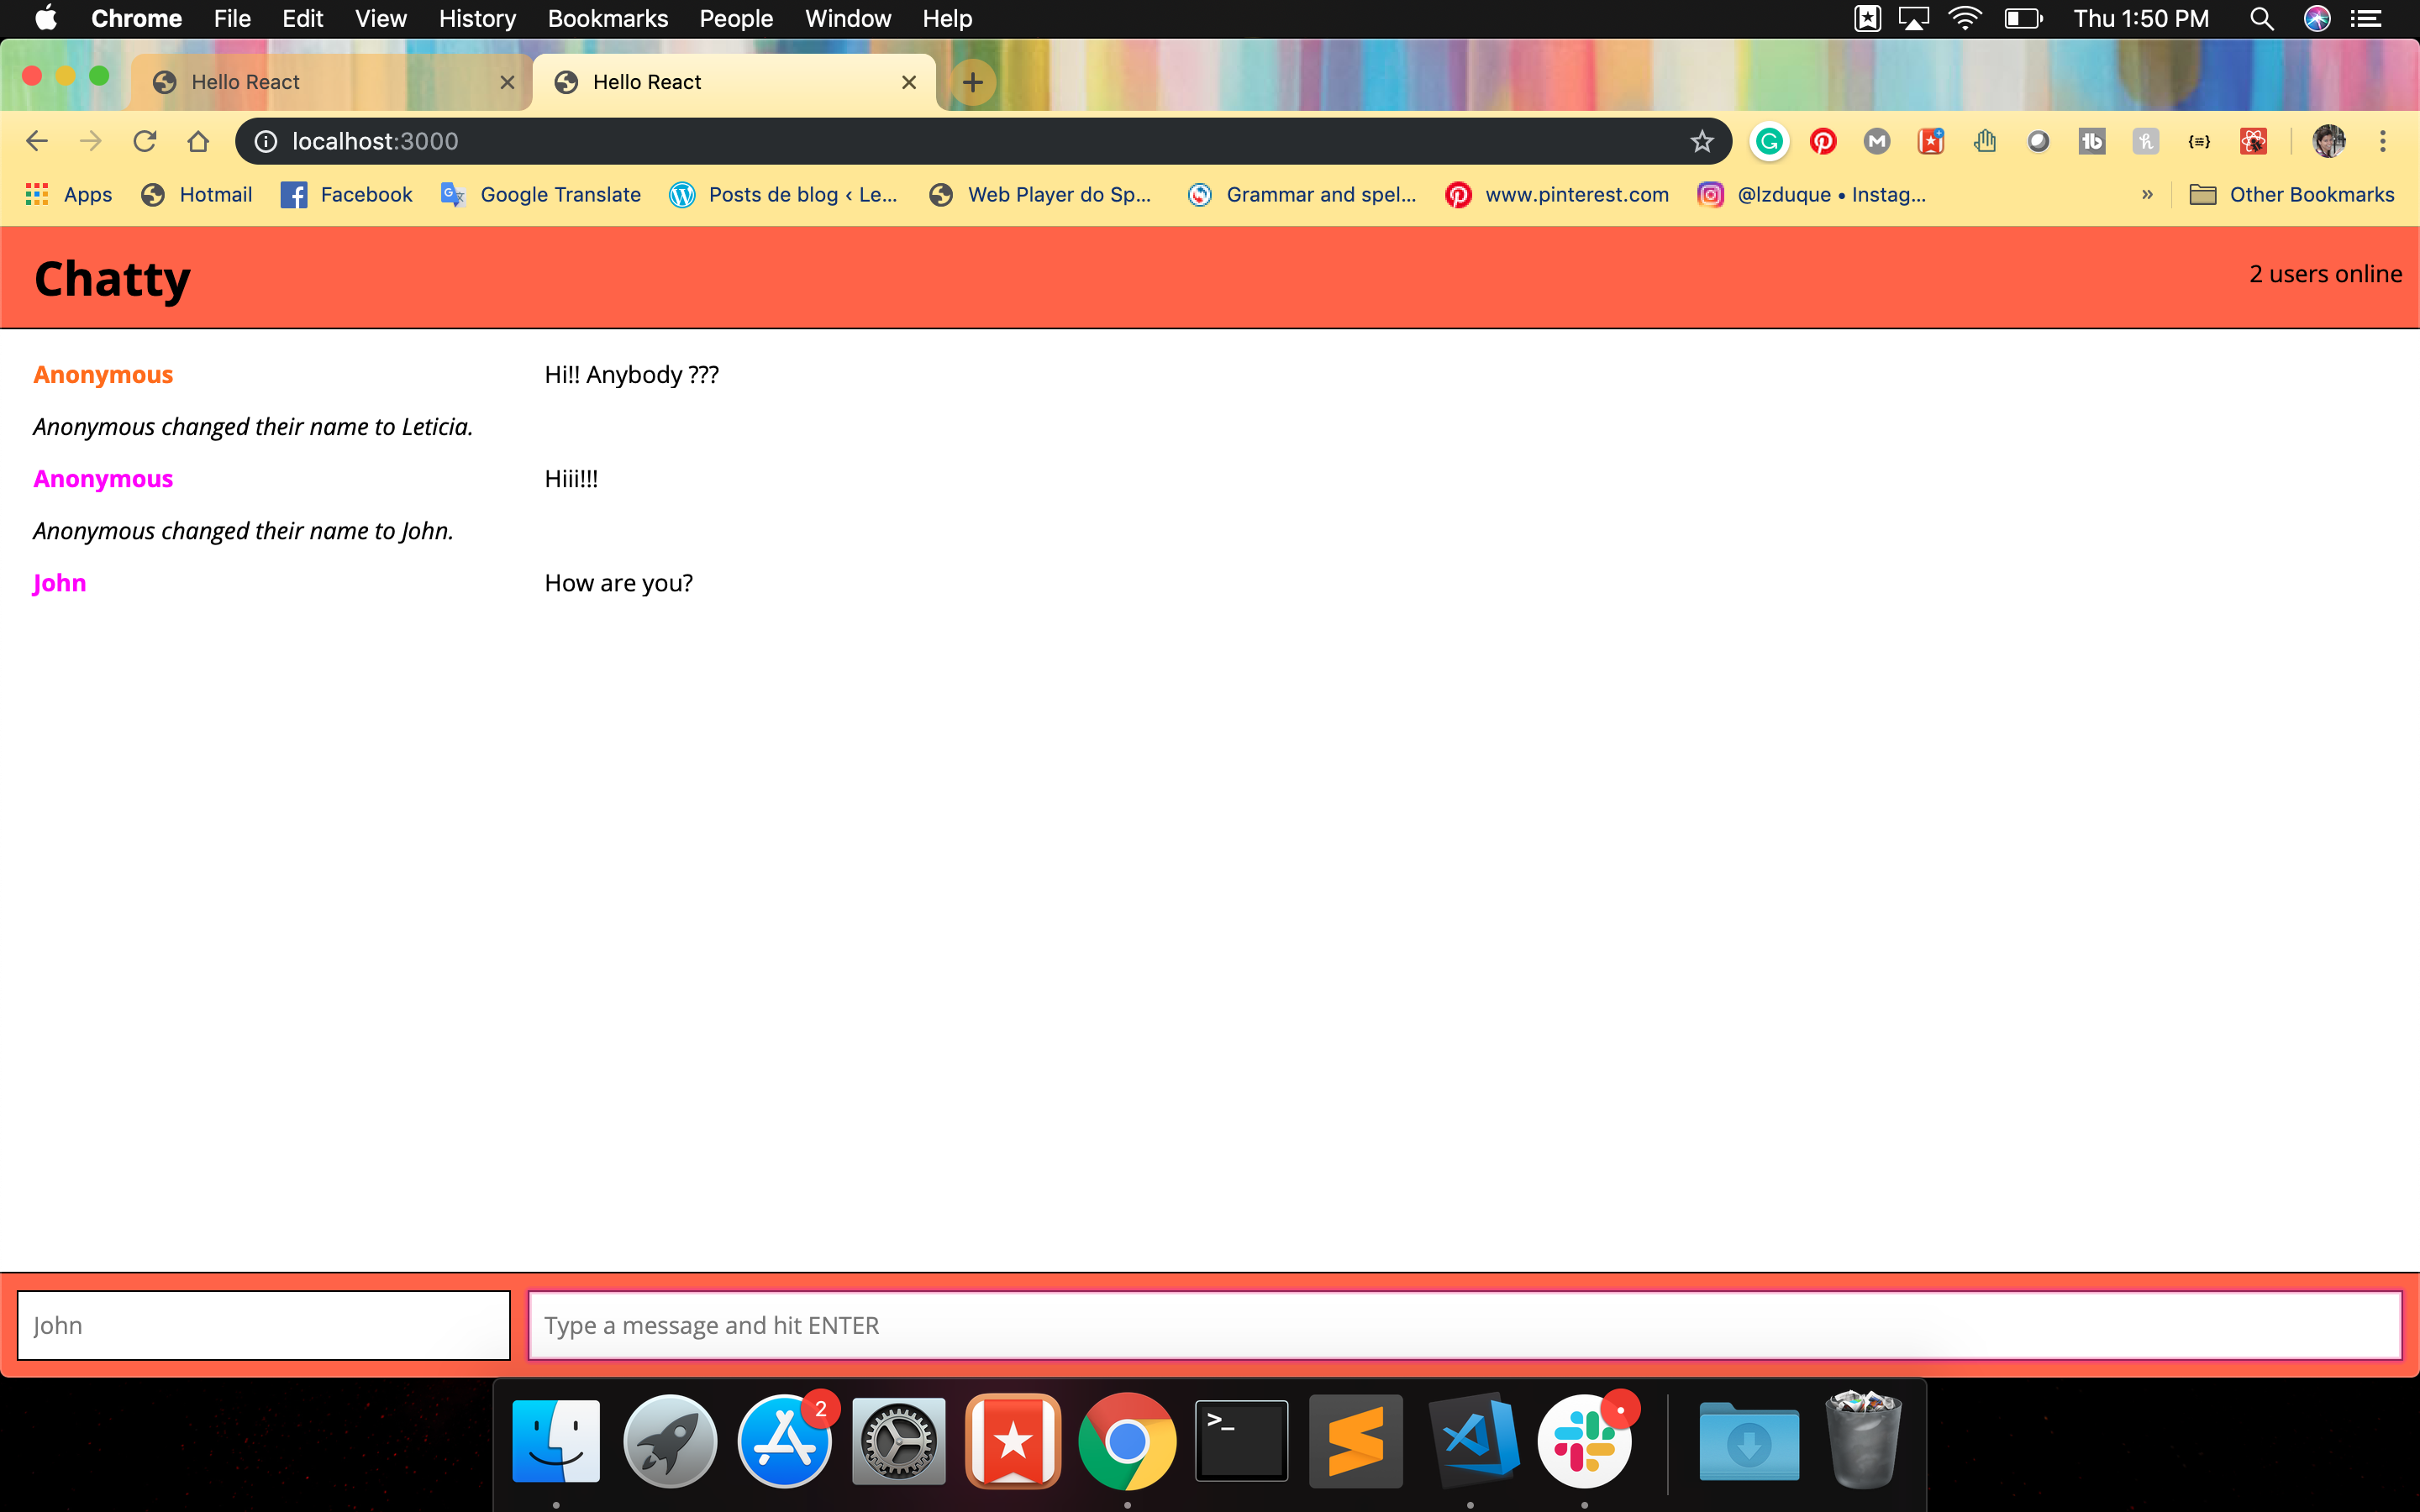 Chrome File Edit View History Bookmarks People Window Help Thu 1:50 PM
Hello React Hello React
localhost:3000
Apps Hotmail Facebook Google Translate Posts de blog ‹ Le... Web Player do Sp... Grammar and spel... www.pinterest.com @lzduque • Instag... » Other Bookmarks
Chatty 2 users online
Anonymous Hi!! Anybody ???
Anonymous changed their name to Leticia.
Anonymous Hiii!!!
Anonymous changed their name to John.
John How are you?
John Type a message and hit ENTER
2
>_